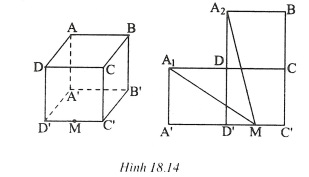 A B A₂ B
D C A₁ D C
A' B'
D' M C' A' D' M C'
Hình 18.14